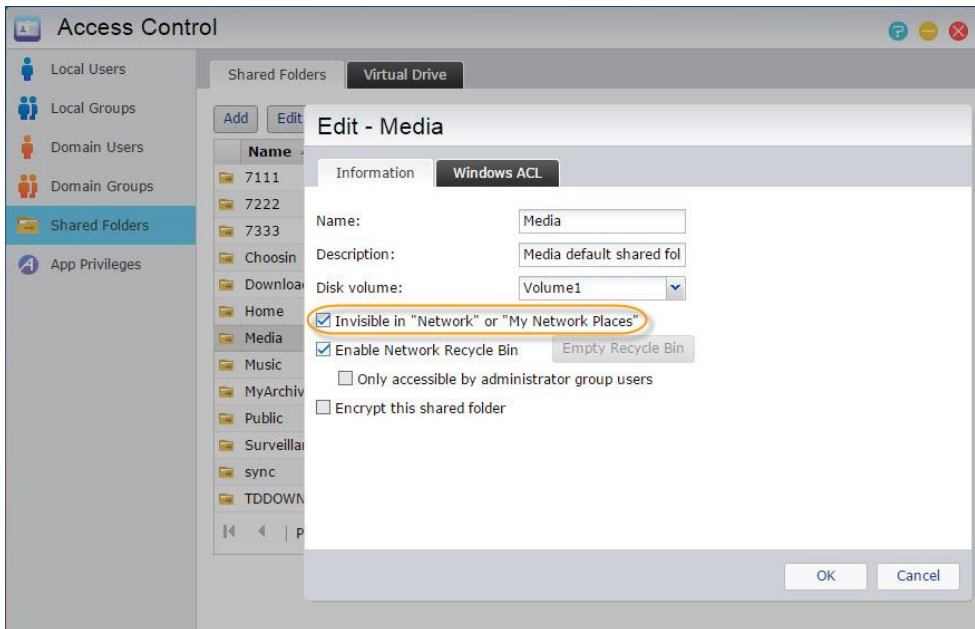 Access Control
Local Users
Local Groups
Domain Users
Domain Groups
Shared Folders
App Privileges
Shared Folders
Virtual Drive
Add
Edit
Name
7111
7222
7333
Choosin
Downloa
Home
Media
Music
MyArchiv
Public
Surveilla
sync
TDDOWN
P
Edit - Media
Information
Windows ACL
Name:
Media
Description:
Media default shared fol
Disk volume:
Volume1
Invisible in "Network" or "My Network Places"
Enable Network Recycle Bin
Empty Recycle Bin
Only accessible by administrator group users
Encrypt this shared folder
OK
Cancel